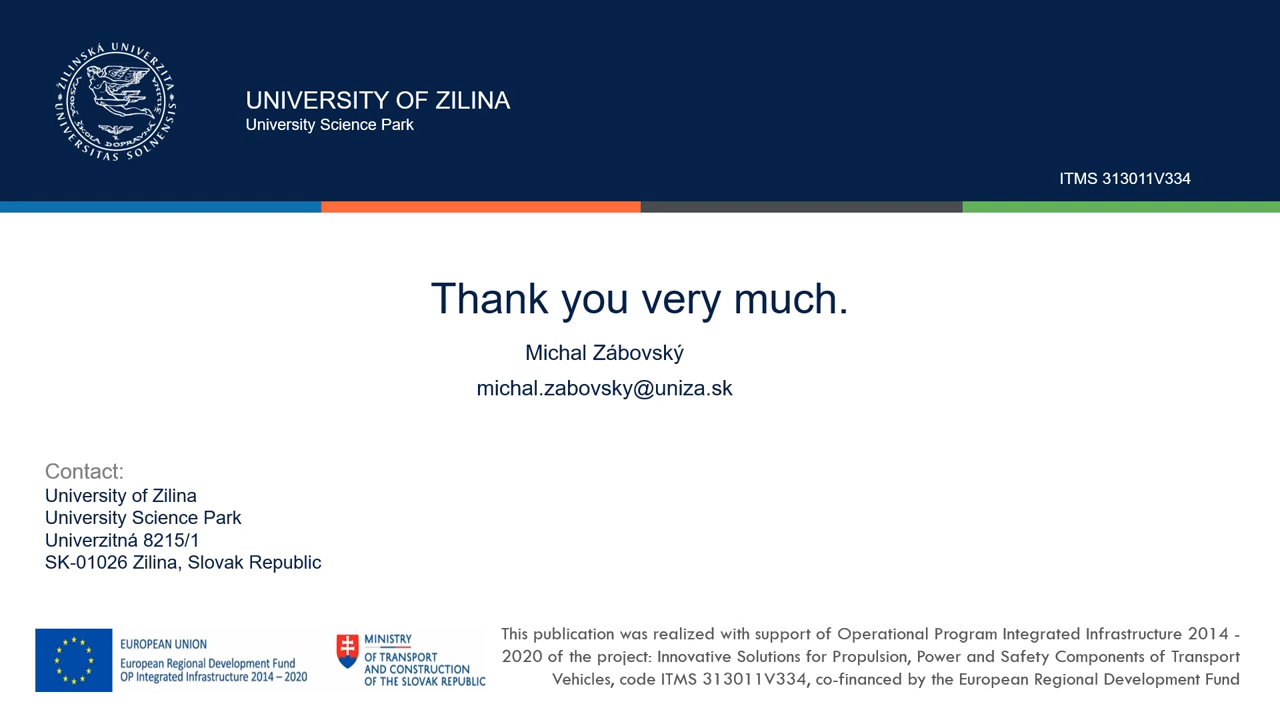 ŽILINSKÁ UNIVERZITA
UNIVERSITAS SOLNENSIS
UNIVERSITY OF ZILINA
University Science Park
ITMS 313011V334
Thank you very much.
Michal Zábovský
michal.zabovsky@uniza.sk
Contact:
University of Zilina
University Science Park
Univerzitná 8215/1
SK-01026 Zilina, Slovak Republic
EUROPEAN UNION
European Regional Development Fund
OP Integrated Infrastructure 2014 – 2020
MINISTRY
OF TRANSPORT
AND CONSTRUCTION
OF THE SLOVAK REPUBLIC
This publication was realized with support of Operational Program Integrated Infrastructure 2014 -
2020 of the project: Innovative Solutions for Propulsion, Power and Safety Components of Transport
Vehicles, code ITMS 313011V334, co-financed by the European Regional Development Fund